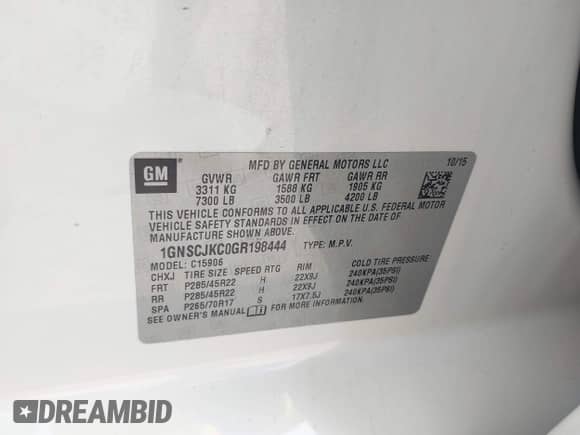 GM
MFD BY GENERAL MOTORS LLC 10/15
GVWR GAWR FRT GAWR RR
3311 KG 1588 KG 1905 KG
7300 LB 3500 LB 4200 LB
THIS VEHICLE CONFORMS TO ALL APPLICABLE U.S. FEDERAL MOTOR
VEHICLE SAFETY STANDARDS IN EFFECT ON THE DATE OF
MANUFACTURE SHOWN ABOVE.
1GNSCJKC0GR198444 TYPE: M.P.V.
MODEL: C15906
CHXJ TIRE SIZE SPEED RTG RIM COLD TIRE PRESSURE
FRT P285/45R22 H 22X9J 240KPA(35PSI)
RR P285/45R22 H 22X9J 240KPA(35PSI)
SPA P265/70R17 S 17X7.5J 240KPA(35PSI)
SEE OWNER'S MANUAL FOR MORE INFORMATION.
DREAMBID